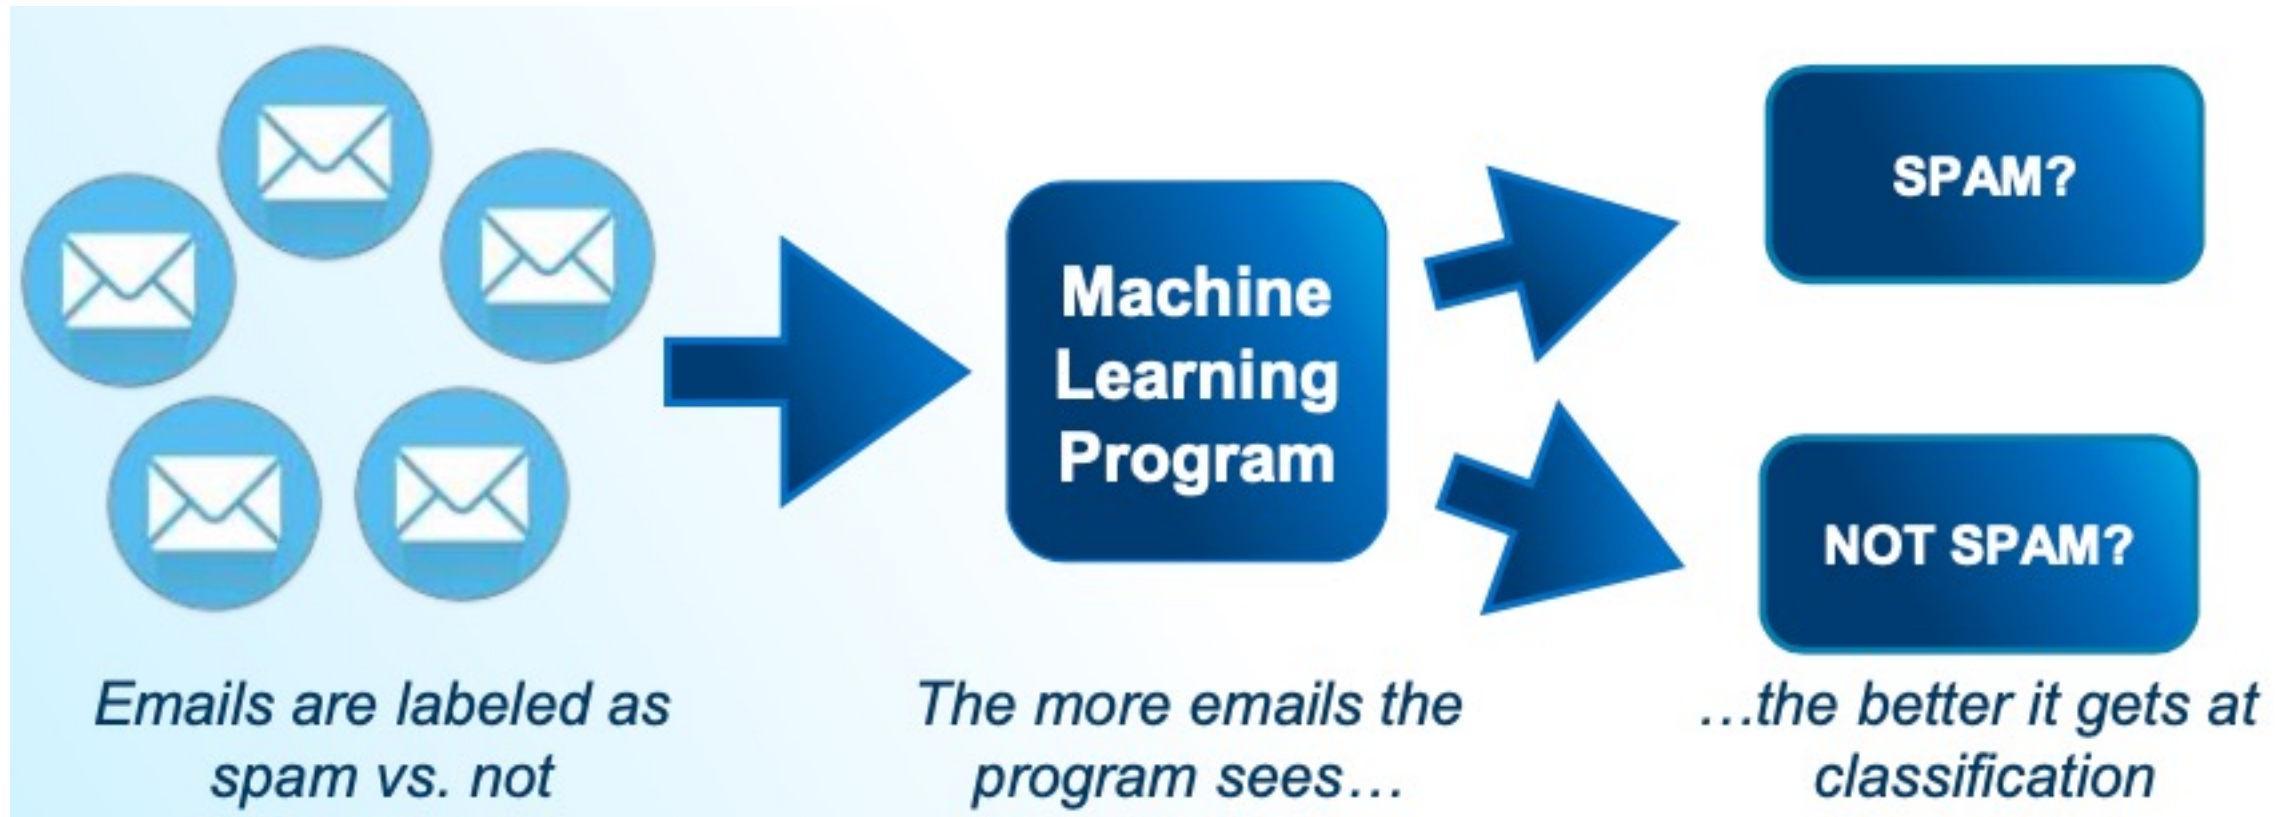 SPAM?
Machine
Learning
Program
NOT SPAM?
Emails are labeled as
spam vs. not
The more emails the
program sees…
…the better it gets at
classification